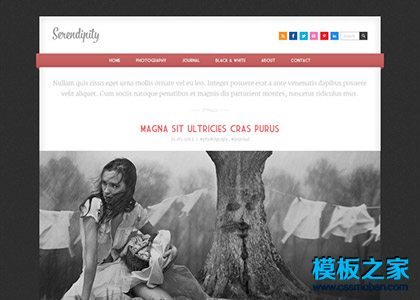 Serendipity
Search
HOME PHOTOGRAPHY JOURNAL BLACK & WHITE ABOUT CONTACT
Nullam quis risus eget urna mollis ornare vel eu leo. Integer posuere erat a ante venenatis dapibus posuere
velit aliquet. Cum sociis natoque penatibus et magnis dis parturient montes, nascetur ridiculus mus.
MAGNA SIT ULTRICIES CRAS PURUS
模板之家
www.cssmoban.com